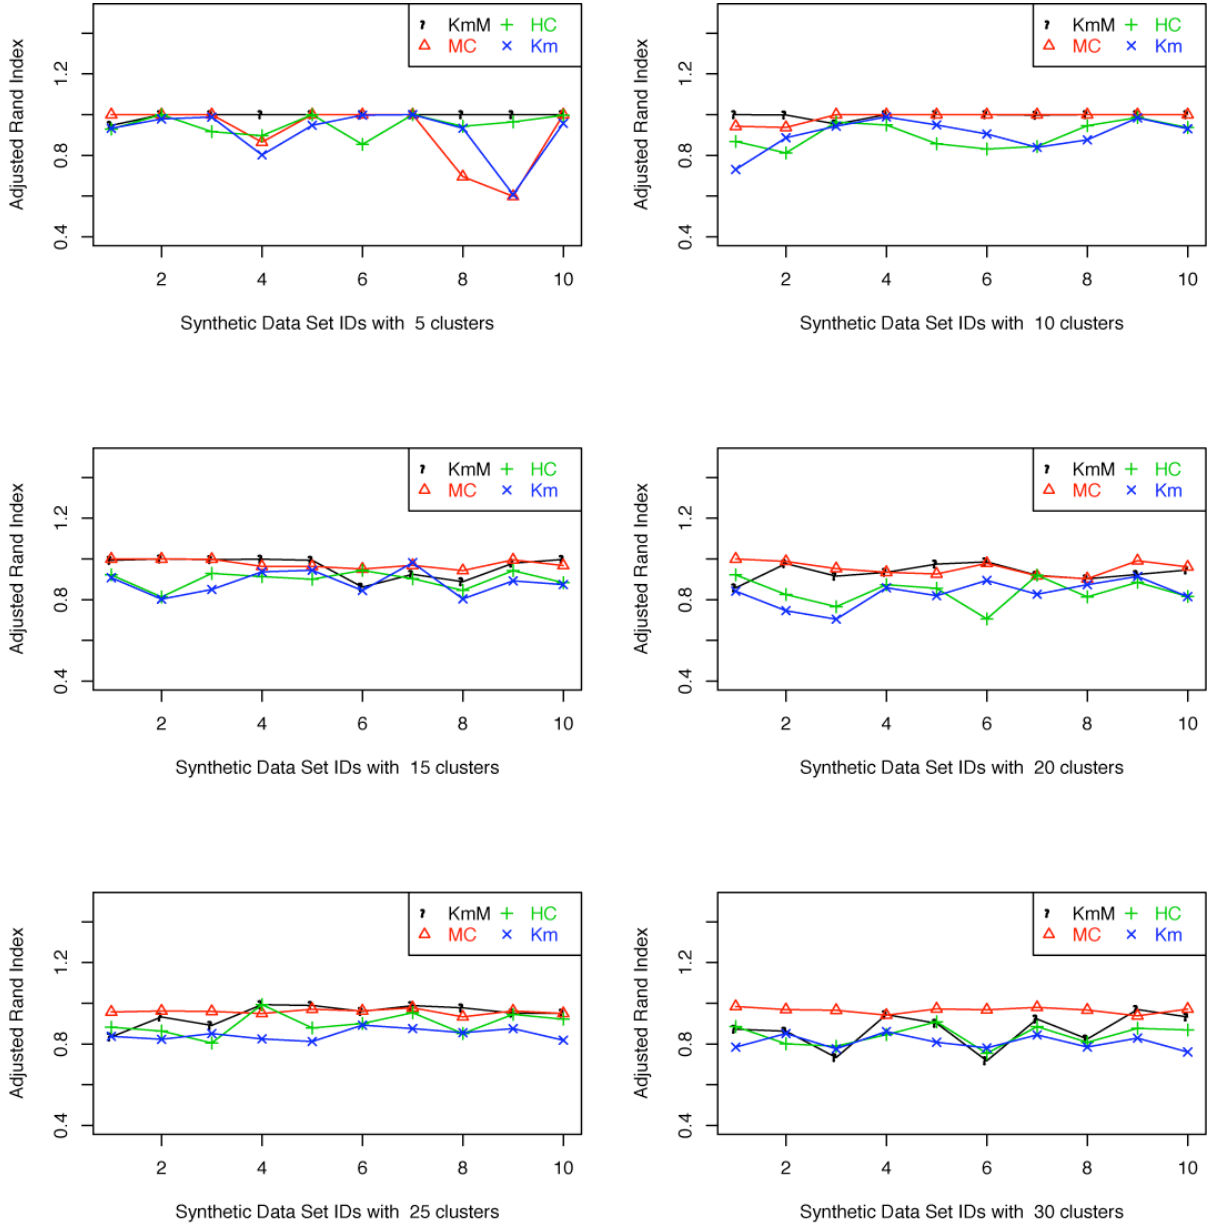 KmM HC
MC Km
Adjusted Rand Index
1.2
0.8
0.4
2 4 6 8 10
Synthetic Data Set IDs with 5 clusters
KmM HC
MC Km
Adjusted Rand Index
1.2
0.8
0.4
2 4 6 8 10
Synthetic Data Set IDs with 10 clusters
KmM HC
MC Km
Adjusted Rand Index
1.2
0.8
0.4
2 4 6 8 10
Synthetic Data Set IDs with 15 clusters
KmM HC
MC Km
Adjusted Rand Index
1.2
0.8
0.4
2 4 6 8 10
Synthetic Data Set IDs with 20 clusters
KmM HC
MC Km
Adjusted Rand Index
1.2
0.8
0.4
2 4 6 8 10
Synthetic Data Set IDs with 25 clusters
KmM HC
MC Km
Adjusted Rand Index
1.2
0.8
0.4
2 4 6 8 10
Synthetic Data Set IDs with 30 clusters